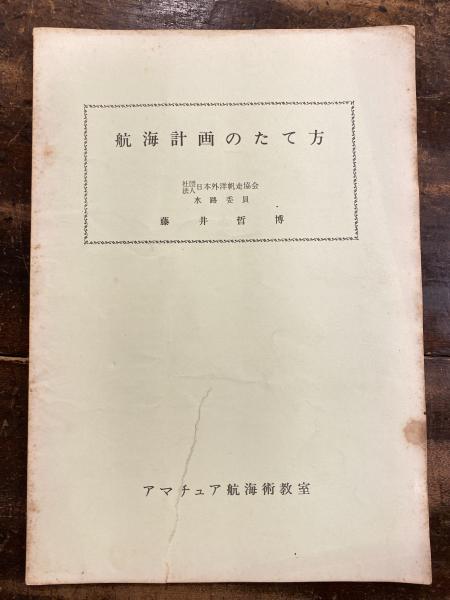 航海計画のたて方
社団法人日本外洋帆走協会
水路委員
藤井哲博
アマチュア航海術教室